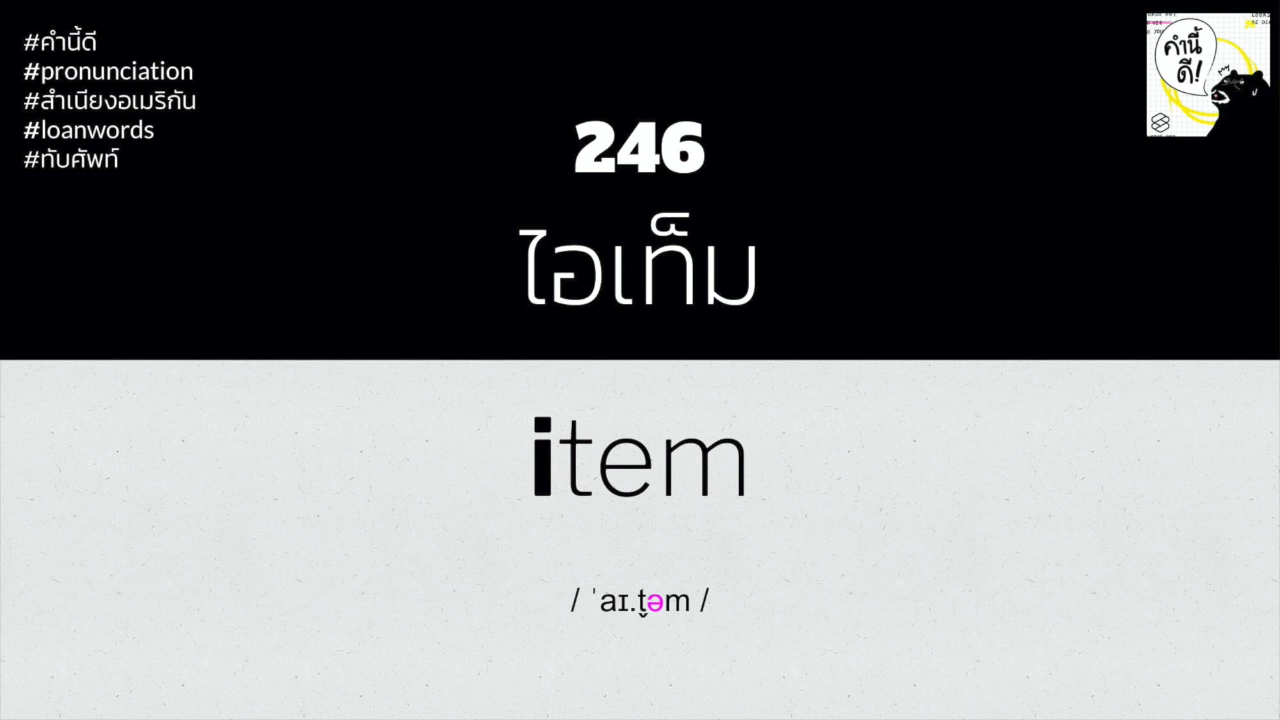 #คำนี้ดี
#pronunciation
#สำเนียงอเมริกัน
#loanwords
#ทับศัพท์
คำนี้
ดี!
246
ไอเท็ม
item
/ ˈaɪ.t̬əm /